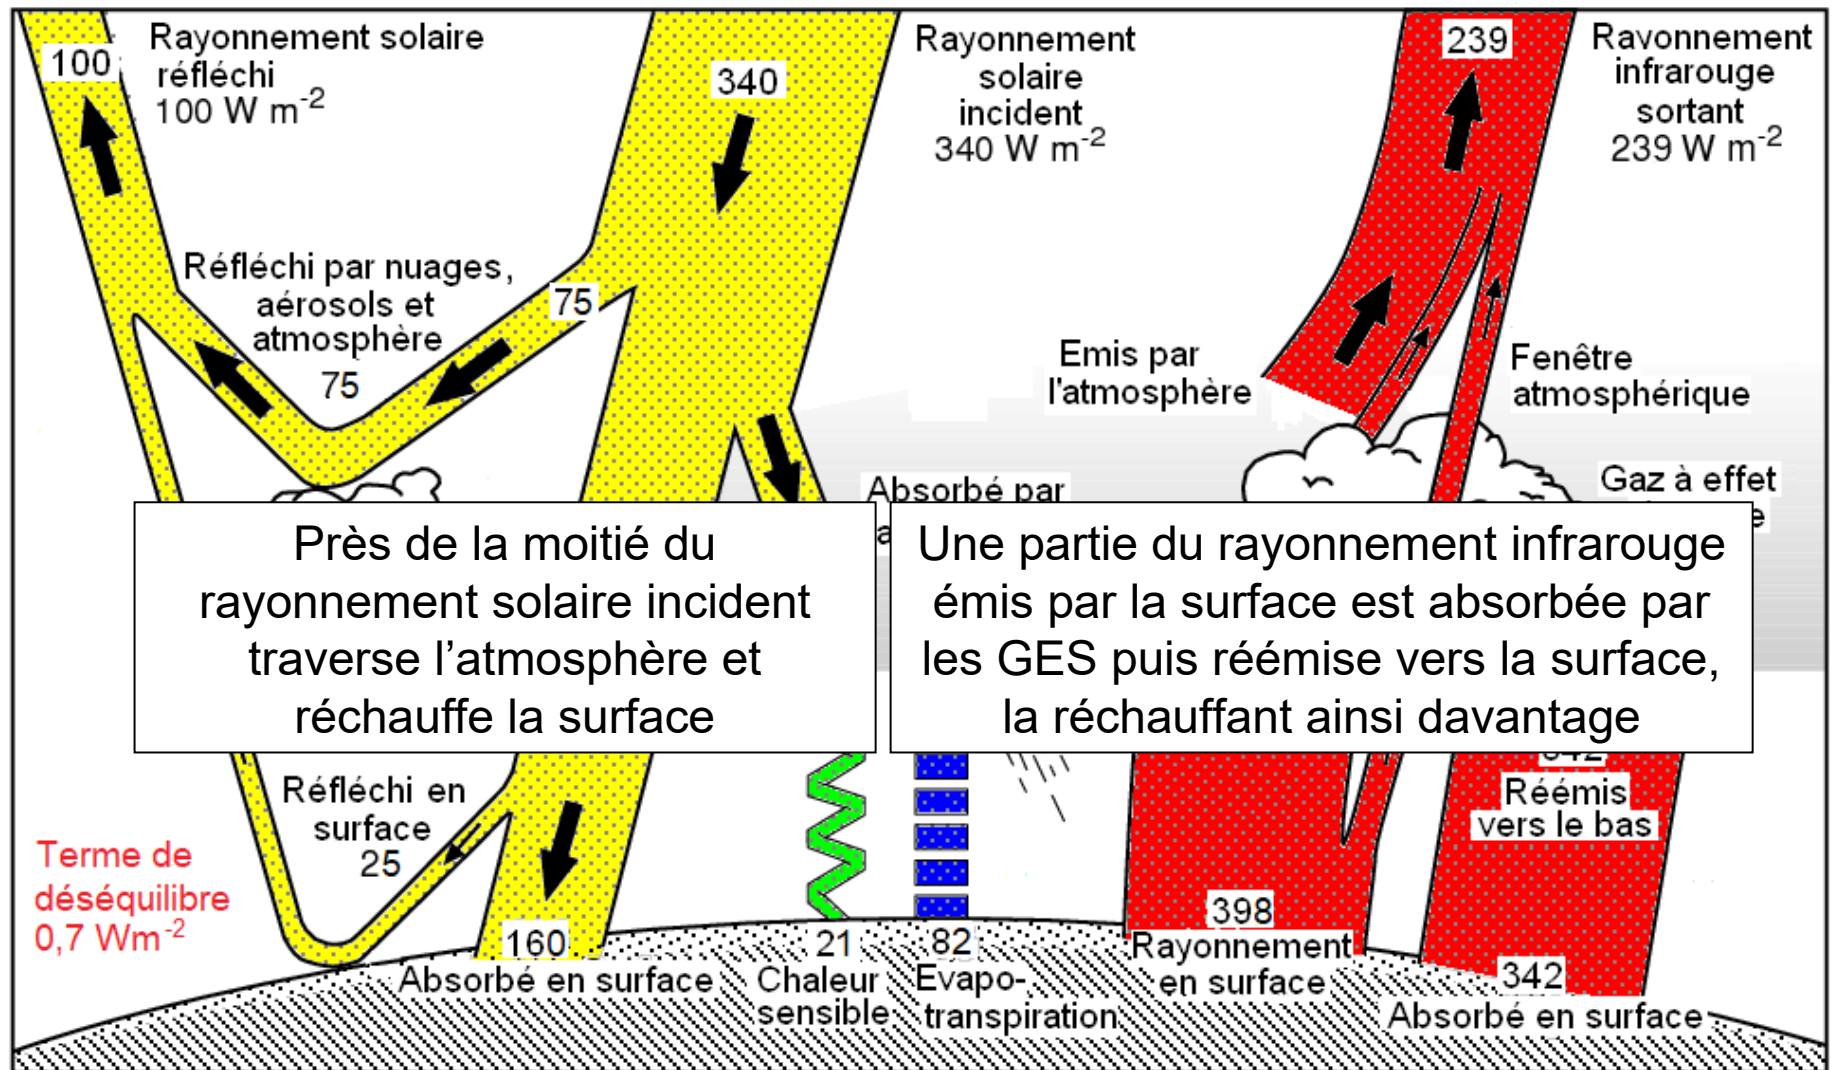 100
Rayonnement solaire
réfléchi
100 W m-2
340
Rayonnement
solaire
incident
340 W m-2
239
Ravonnement
infrarouge
sortant
239 W m-2
Réfléchi par nuages,
aérosols et
atmosphère
75
75
Emis par
l'atmosphère
Fenêtre
atmosphérique
Absorbé par
Gaz à effet
Près de la moitié du
rayonnement solaire incident
traverse l’atmosphère et
réchauffe la surface
Une partie du rayonnement infrarouge
émis par la surface est absorbée par
les GES puis réémise vers la surface,
la réchauffant ainsi davantage
Réfléchi en
surface
25
342
Réémis
vers le bas
Terme de
déséquilibre
0,7 Wm-2
160
Absorbé en surface
21
Chaleur
sensible
82
Evapo-
transpiration
398
Rayonnement
en surface
342
Absorbé en surface